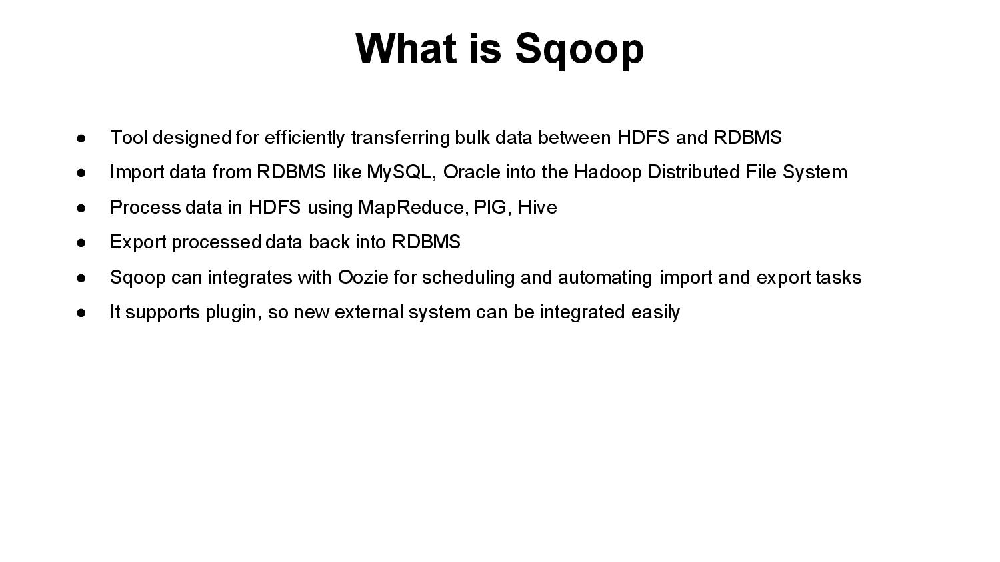 What is Sqoop
● Tool designed for efficiently transferring bulk data between HDFS and RDBMS
● Import data from RDBMS like MySQL, Oracle into the Hadoop Distributed File System
● Process data in HDFS using MapReduce, PIG, Hive
● Export processed data back into RDBMS
● Sqoop can integrates with Oozie for scheduling and automating import and export tasks
● It supports plugin, so new external system can be integrated easily